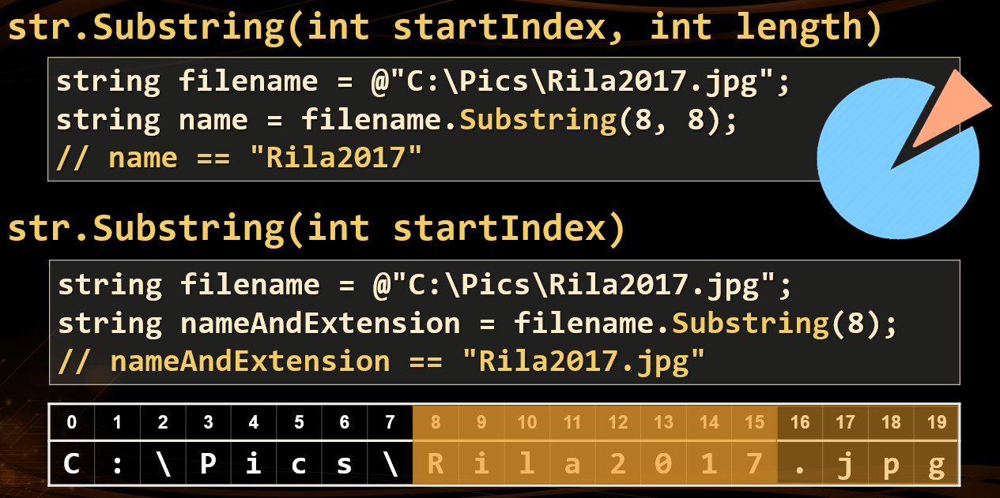 str.Substring(int startIndex, int length)
string filename = @"C:\Pics\Rila2017.jpg";
string name = filename.Substring(8, 8);
// name == "Rila2017"
str.Substring(int startIndex)
string filename = @"C:\Pics\Rila2017.jpg";
string nameAndExtension = filename.Substring(8);
// nameAndExtension == "Rila2017.jpg"
0 1 2 3 4 5 6 7 8 9 10 11 12 13 14 15 16 17 18 19
C : \ P i c s \ R i l a 2 0 1 7 . j p g